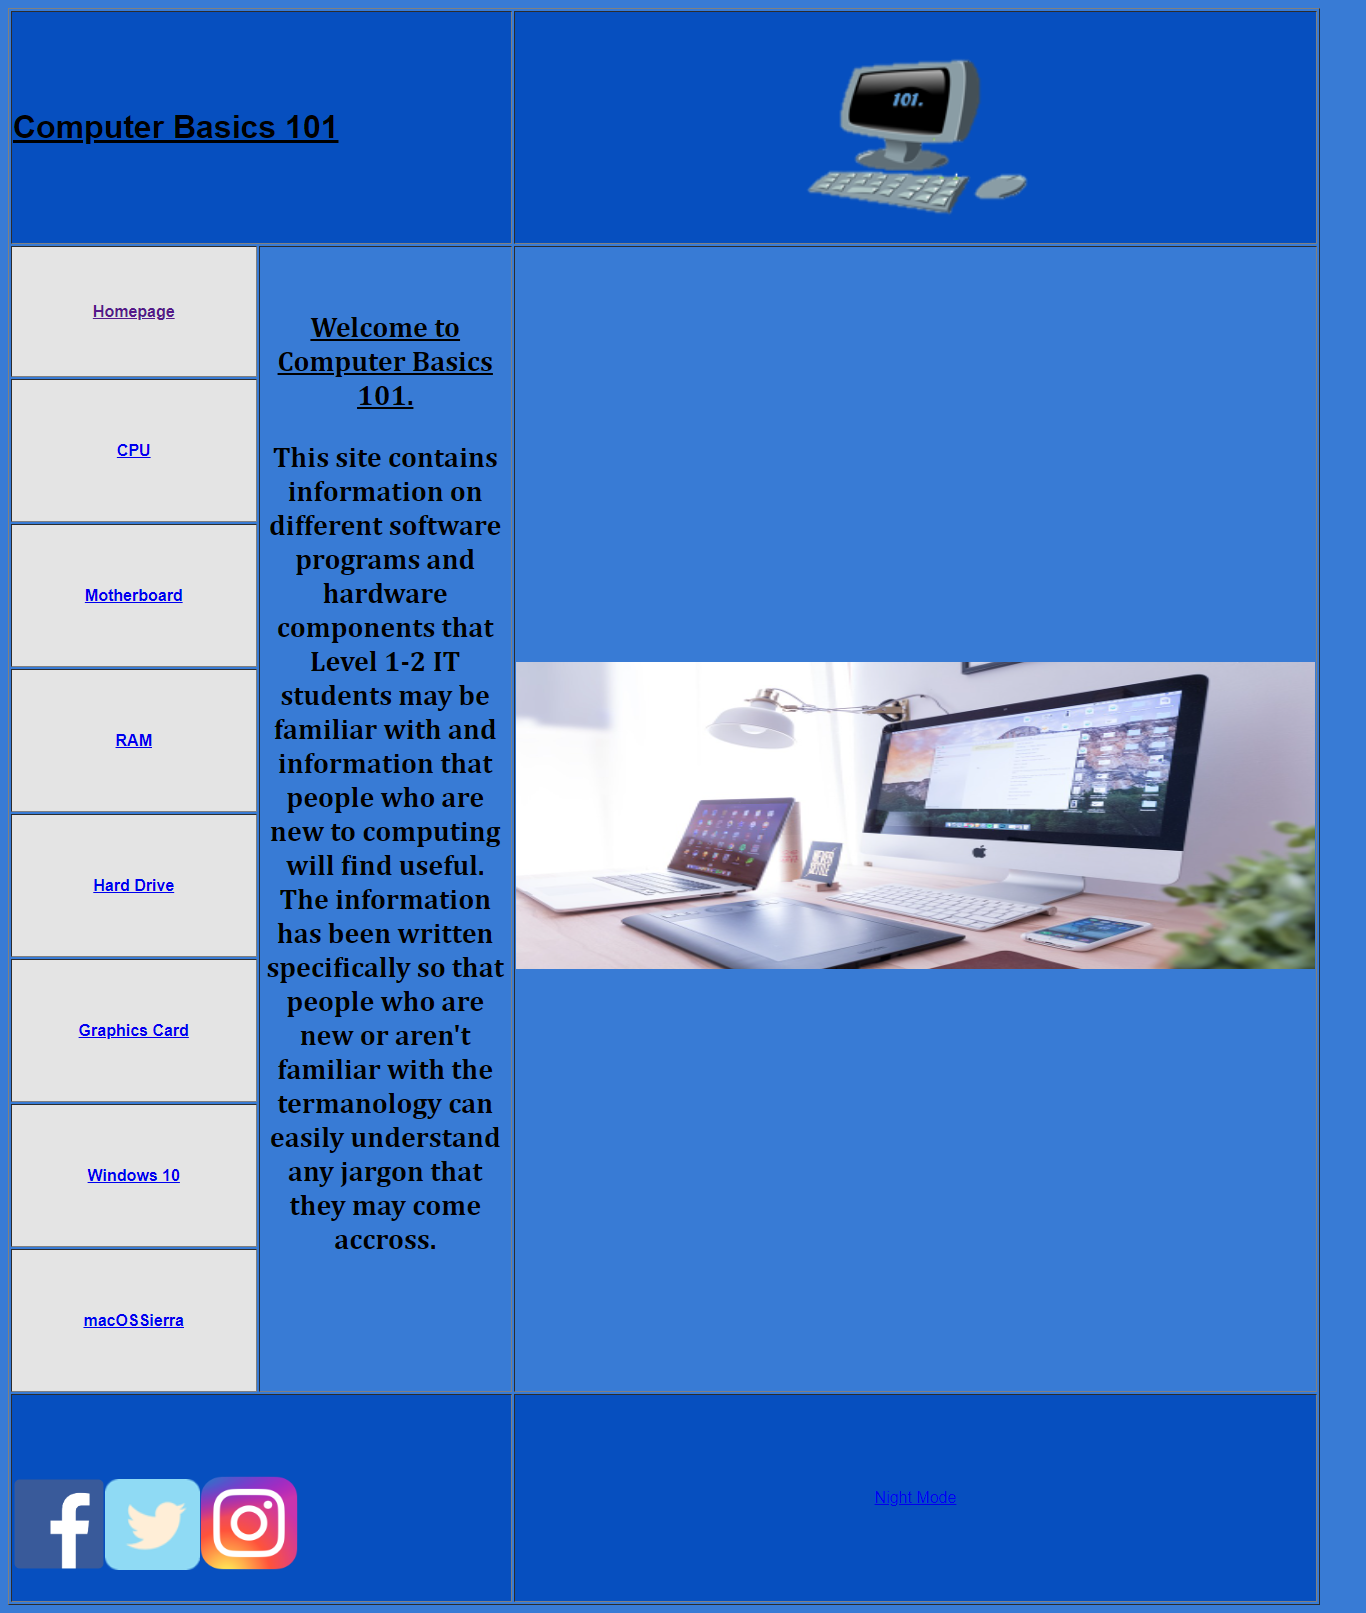 Computer Basics 101
101.
Homepage
CPU
Motherboard
RAM
Hard Drive
Graphics Card
Windows 10
macOSSierra
Welcome to
Computer Basics
101.
This site contains
information on
different software
programs and
hardware
components that
Level 1-2 IT
students may be
familiar with and
information that
people who are
new to computing
will find useful.
The information
has been written
specifically so that
people who are
new or aren't
familiar with the
termanology can
easily understand
any jargon that
they may come
accross.
Night Mode